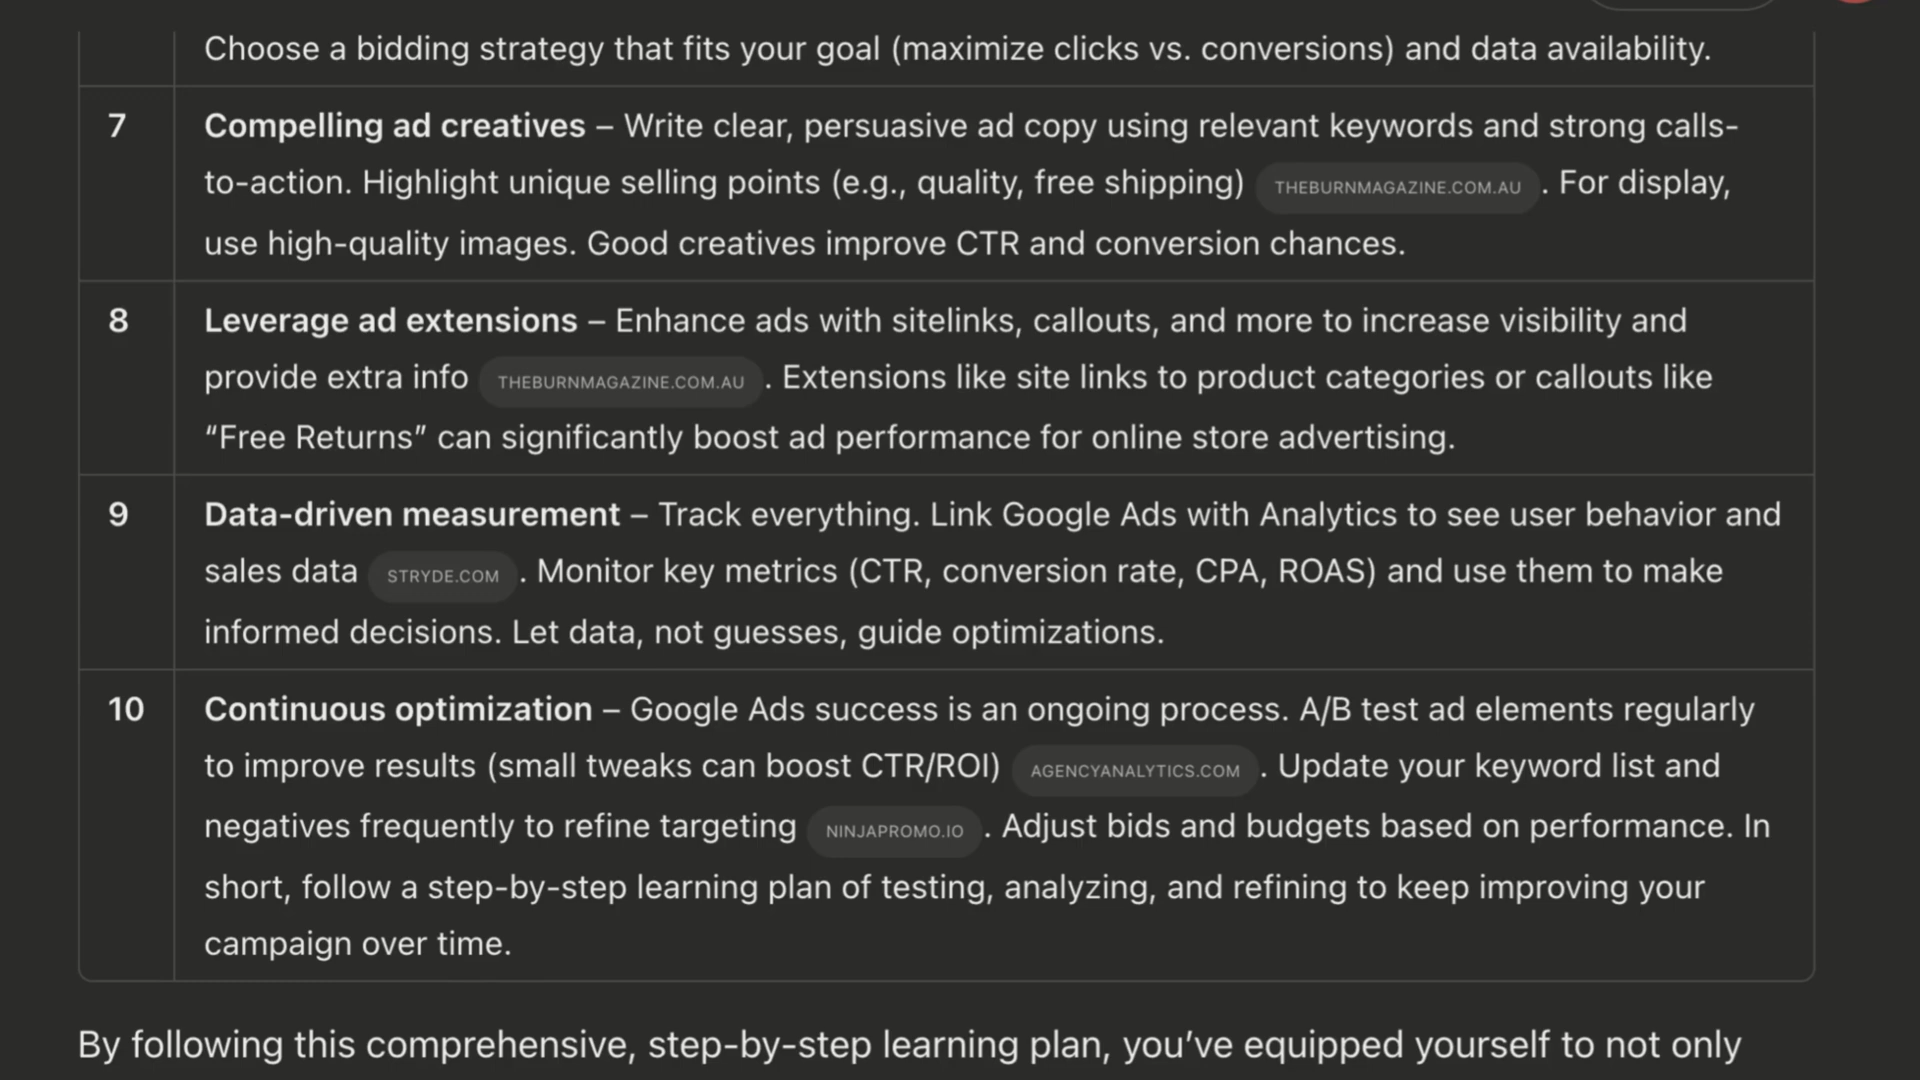 Choose a bidding strategy that fits your goal (maximize clicks vs. conversions) and data availability.
7
Compelling ad creatives – Write clear, persuasive ad copy using relevant keywords and strong calls-
to-action. Highlight unique selling points (e.g., quality, free shipping) THEBURNMAGAZINE.COM.AU . For display,
use high-quality images. Good creatives improve CTR and conversion chances.
8
Leverage ad extensions – Enhance ads with sitelinks, callouts, and more to increase visibility and
provide extra info THEBURNMAGAZINE.COM.AU . Extensions like site links to product categories or callouts like
“Free Returns” can significantly boost ad performance for online store advertising.
9
Data-driven measurement – Track everything. Link Google Ads with Analytics to see user behavior and
sales data STRYDE.COM . Monitor key metrics (CTR, conversion rate, CPA, ROAS) and use them to make
informed decisions. Let data, not guesses, guide optimizations.
10
Continuous optimization – Google Ads success is an ongoing process. A/B test ad elements regularly
to improve results (small tweaks can boost CTR/ROI) AGENCYANALYTICS.COM . Update your keyword list and
negatives frequently to refine targeting NINJAPROMO.IO . Adjust bids and budgets based on performance. In
short, follow a step-by-step learning plan of testing, analyzing, and refining to keep improving your
campaign over time.
By following this comprehensive, step-by-step learning plan, you’ve equipped yourself to not only